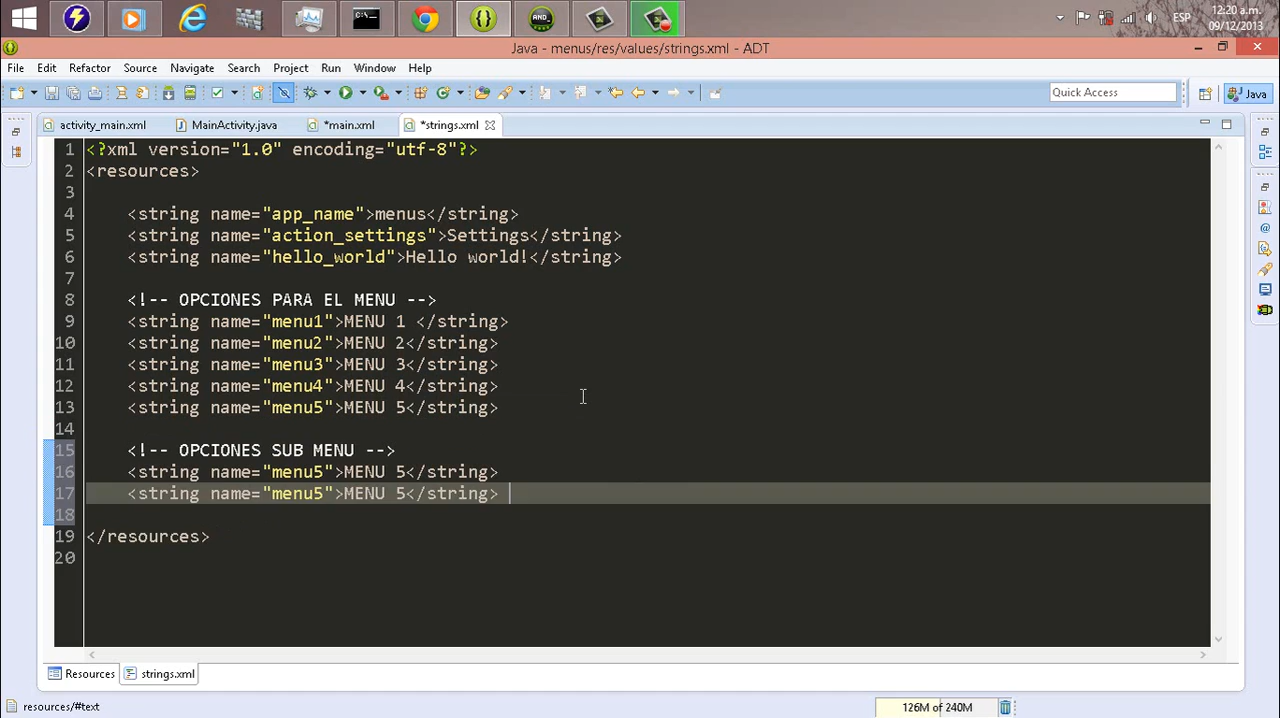 AND_
ESP
12:20 a.m.
09/12/2013
Java - menus/res/values/strings.xml - ADT
File Edit Refactor Source Navigate Search Project Run Window Help
Quick Access
Java
activity_main.xml
MainActivity.java
*main.xml
*strings.xml
1 <?xml version="1.0" encoding="utf-8"?>
2 <resources>
3
4 <string name="app_name">menus</string>
5 <string name="action_settings">Settings</string>
6 <string name="hello_world">Hello world!</string>
7
8 <!-- OPCIONES PARA EL MENU -->
9 <string name="menu1">MENU 1 </string>
10 <string name="menu2">MENU 2</string>
11 <string name="menu3">MENU 3</string>
12 <string name="menu4">MENU 4</string>
13 <string name="menu5">MENU 5</string>
14
15 <!-- OPCIONES SUB MENU -->
16 <string name="menu5">MENU 5</string>
17 <string name="menu5">MENU 5</string>
18
19 </resources>
20
Resources
strings.xml
resources/#text
126M of 240M